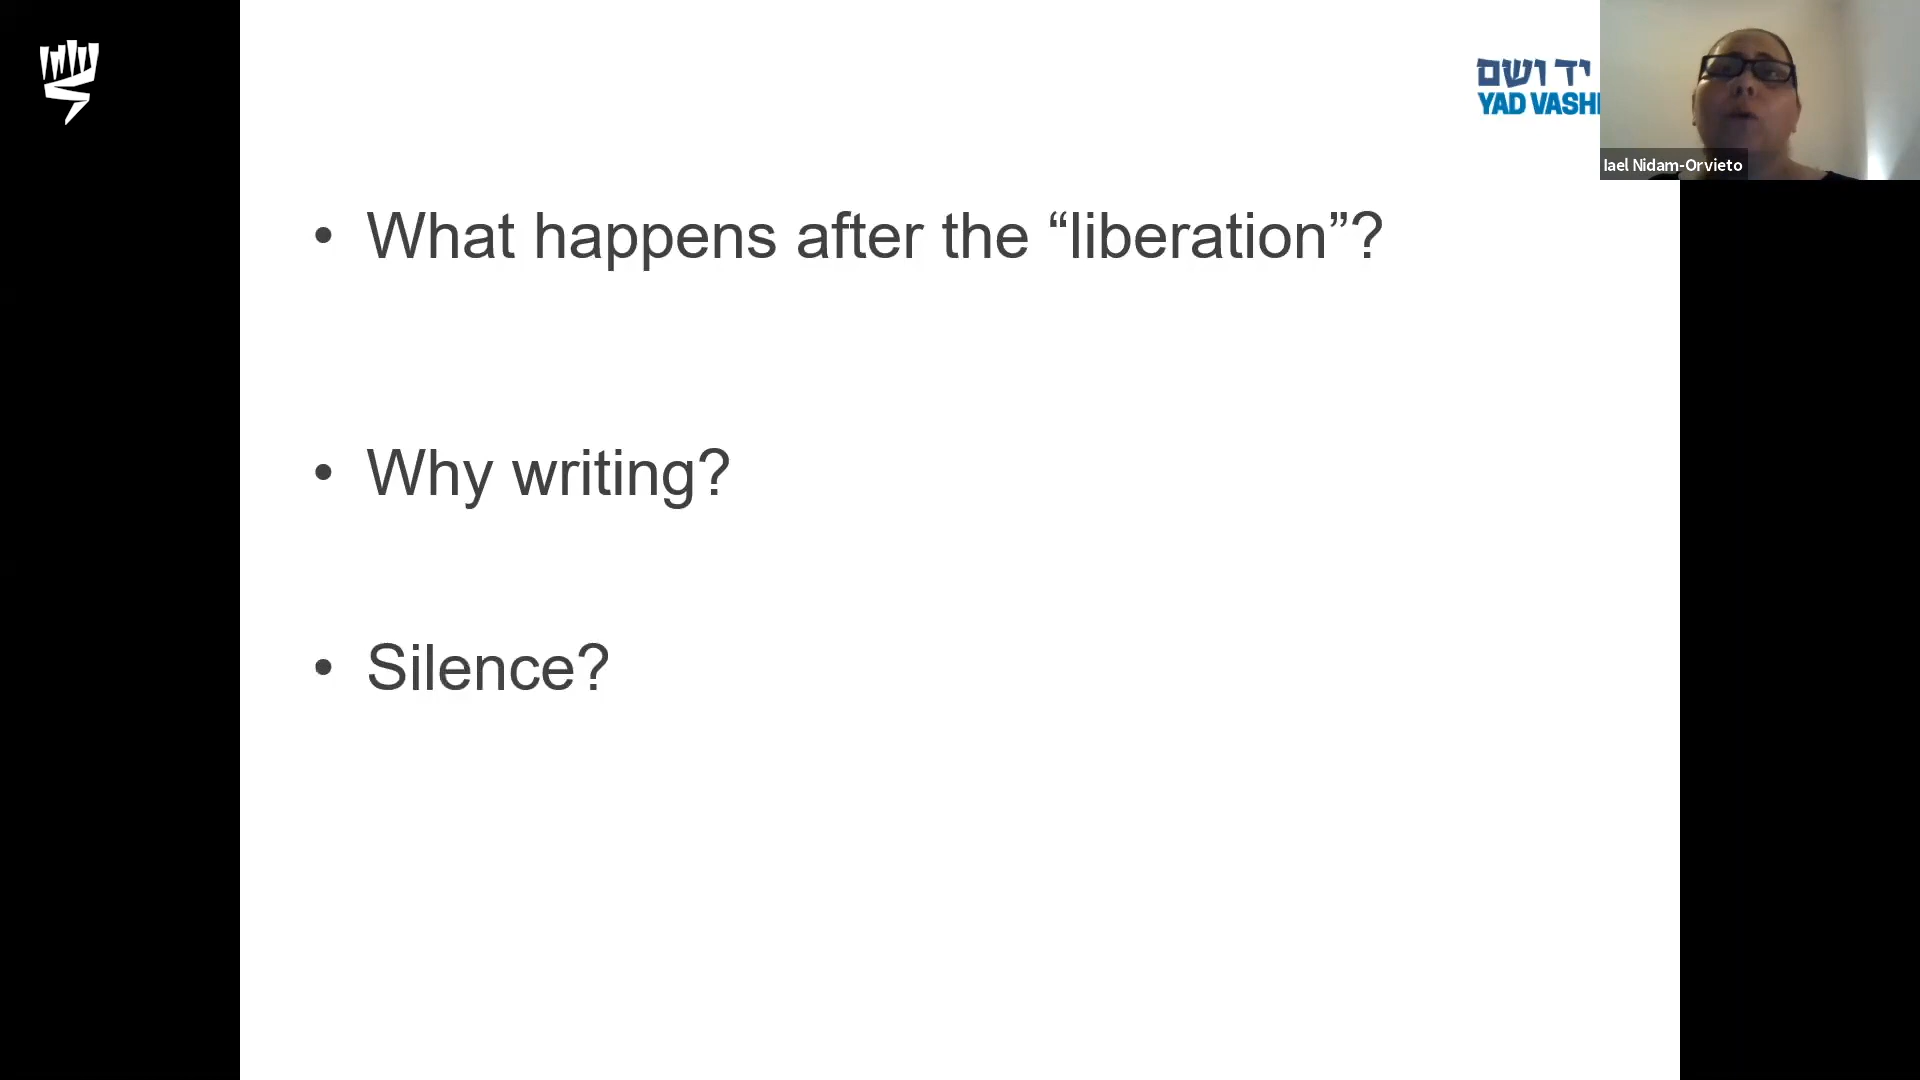 יד ושם
YAD VASH
Iael Nidam-Orvieto
• What happens after the “liberation”?
• Why writing?
• Silence?